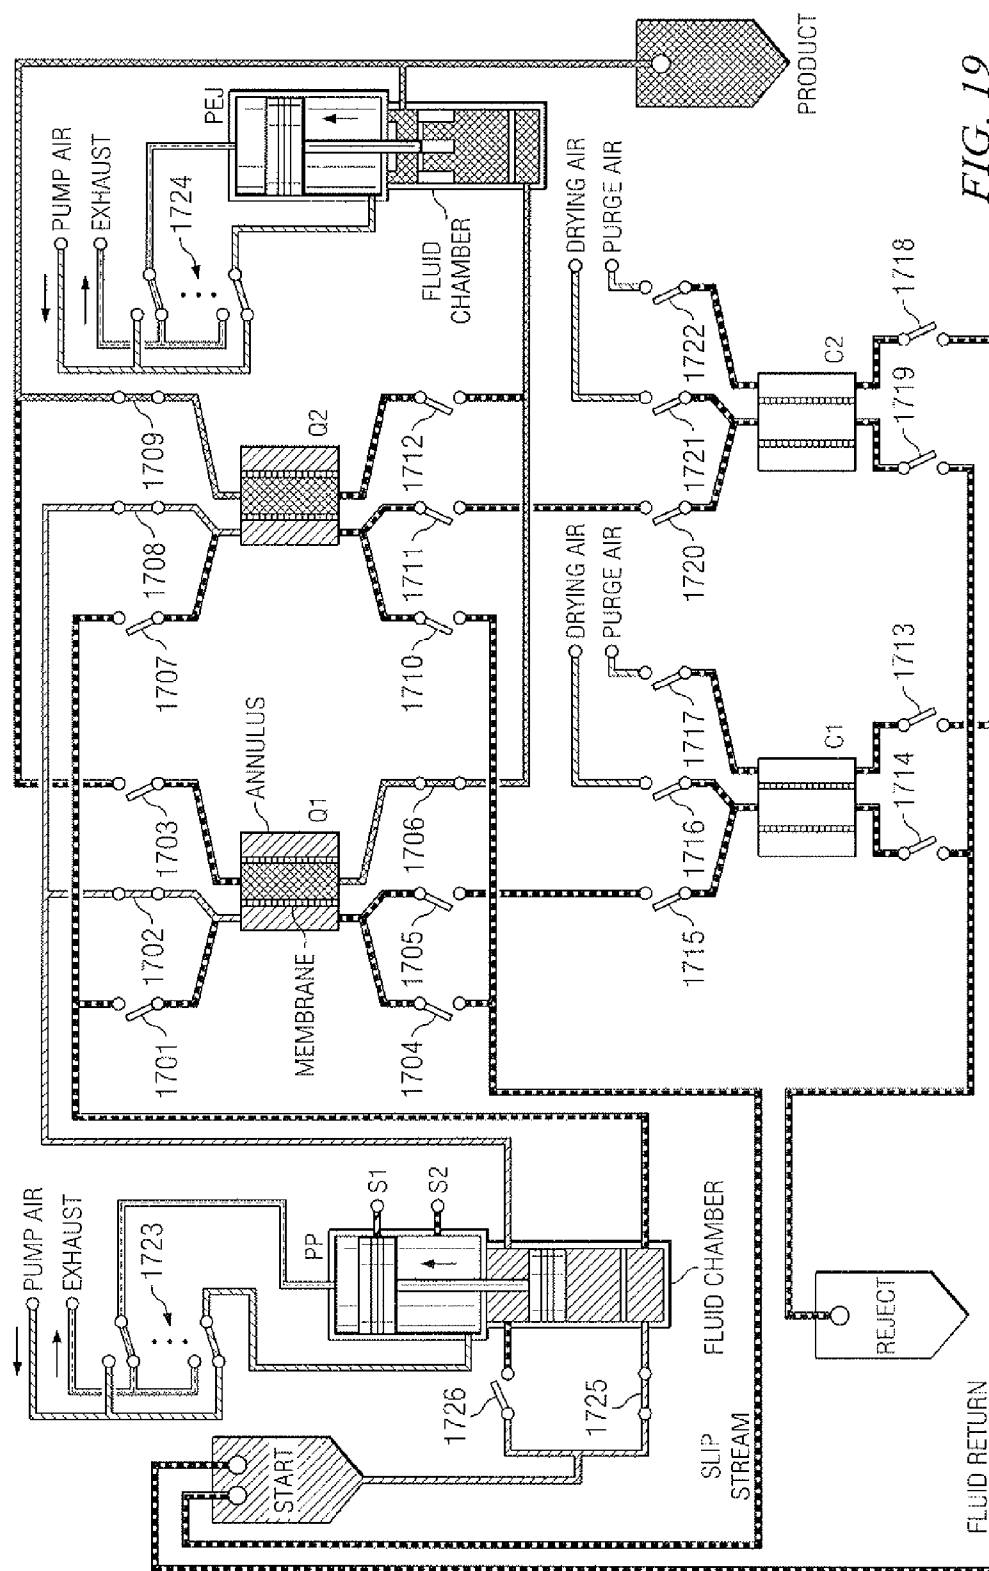 PUMP AIR
EXHAUST
1723
PP
S1
S2
START
1726
1725
FLUID CHAMBER
SLIP
STREAM
REJECT
FLUID RETURN
1701
1702
1703
ANNULUS
MEMBRANE
Q1
1704
1705
1706
1707
1708
1709
Q2
1710
1711
1712
PUMP AIR
EXHAUST
1724
PEJ
FLUID
CHAMBER
PRODUCT
DRYING AIR
PURGE AIR
1715
1716
1717
C1
1714
1713
DRYING AIR
PURGE AIR
1720
1721
1722
C2
1719
1718
FIG. 19